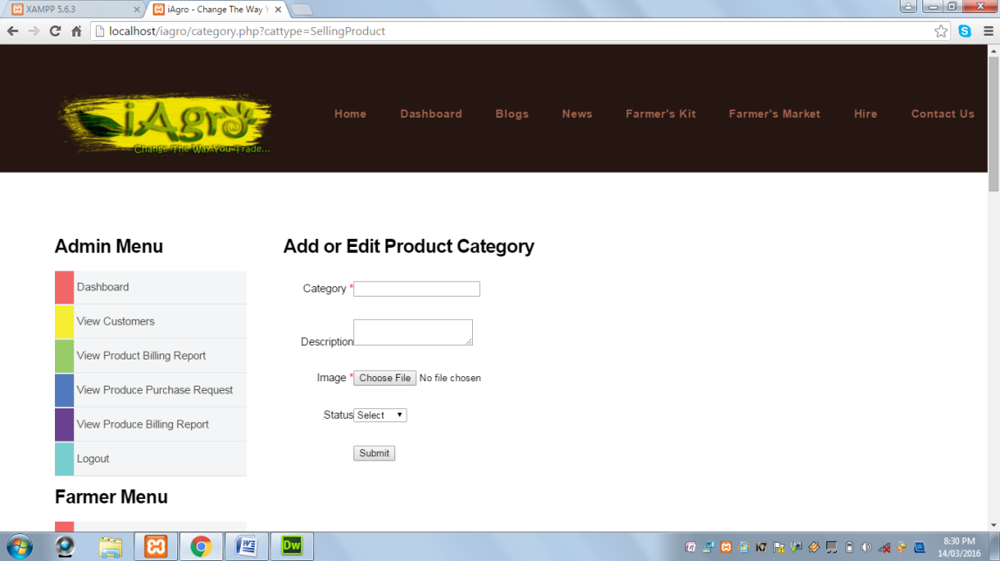 XAMPP 5.6.3
iAgro - Change The Way Y
localhost/iagro/category.php?cattype=SellingProduct
iAgro
Change The Way You Trade...
Home Dashboard Blogs News Farmer's Kit Farmer's Market Hire Contact Us
Admin Menu
Dashboard
View Customers
View Product Billing Report
View Produce Purchase Request
View Produce Billing Report
Logout
Farmer Menu
Add or Edit Product Category
Category *
Description
Image * Choose File No file chosen
Status Select
Submit
Dw
8:30 PM
14/03/2016